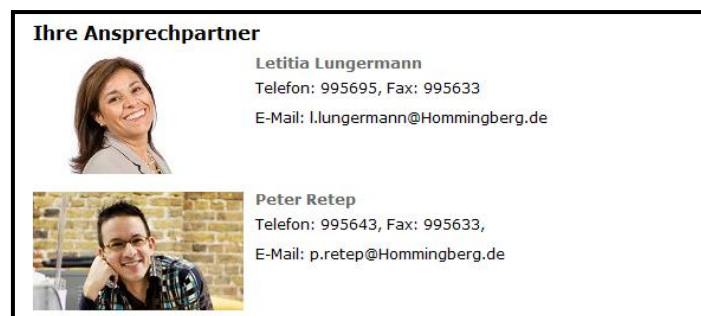 Ihre Ansprechpartner
Letitia Lungermann
Telefon: 995695, Fax: 995633
E-Mail: l.lungermann@Hommingberg.de
Peter Retep
Telefon: 995643, Fax: 995633,
E-Mail: p.retep@Hommingberg.de